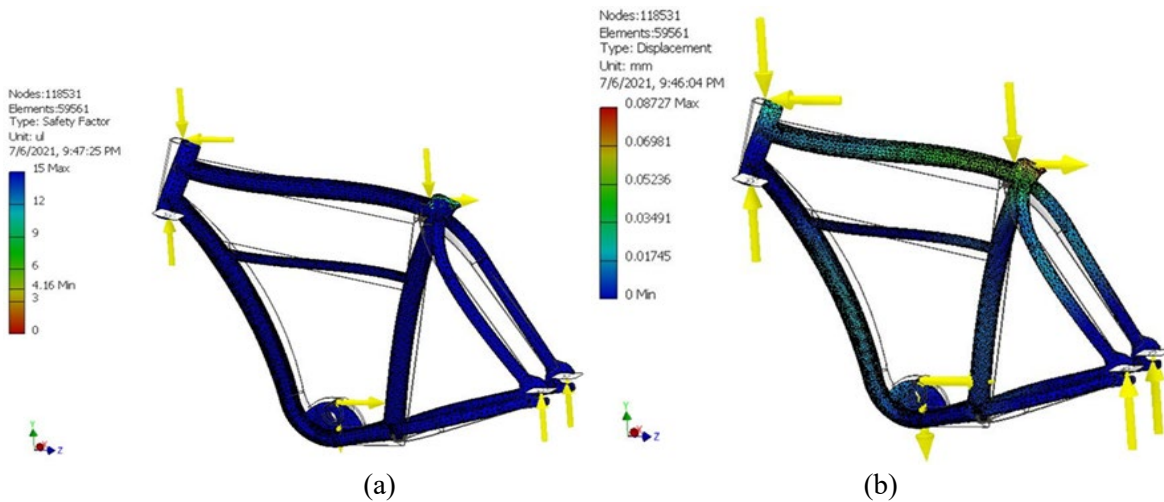 Nodes:118531
Elements:59561
Type: Safety Factor
Unit: ul
7/6/2021, 9:47:25 PM
15 Max
12
9
6
4.16 Min
3
0
Y
Z
(a)
Nodes:118531
Elements:59561
Type: Displacement
Unit: mm
7/6/2021, 9:46:04 PM
0.08727 Max
0.06981
0.05236
0.03491
0.01745
0 Min
Y
Z
(b)